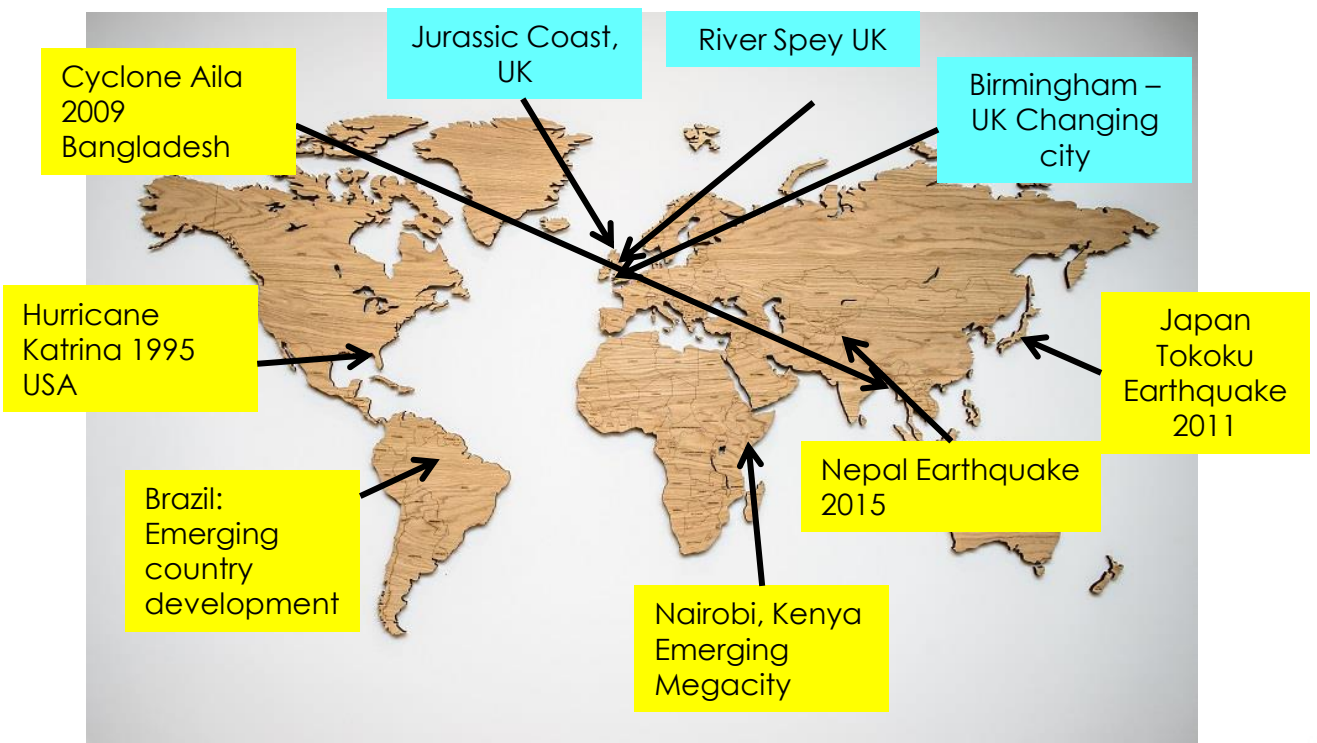 Jurassic Coast,
UK
River Spey UK
Cyclone Aila
2009
Bangladesh
Birmingham –
UK Changing
city
Hurricane
Katrina 1995
USA
Japan
Tokoku
Earthquake
2011
Nepal Earthquake
2015
Brazil:
Emerging
country
development
Nairobi, Kenya
Emerging
Megacity